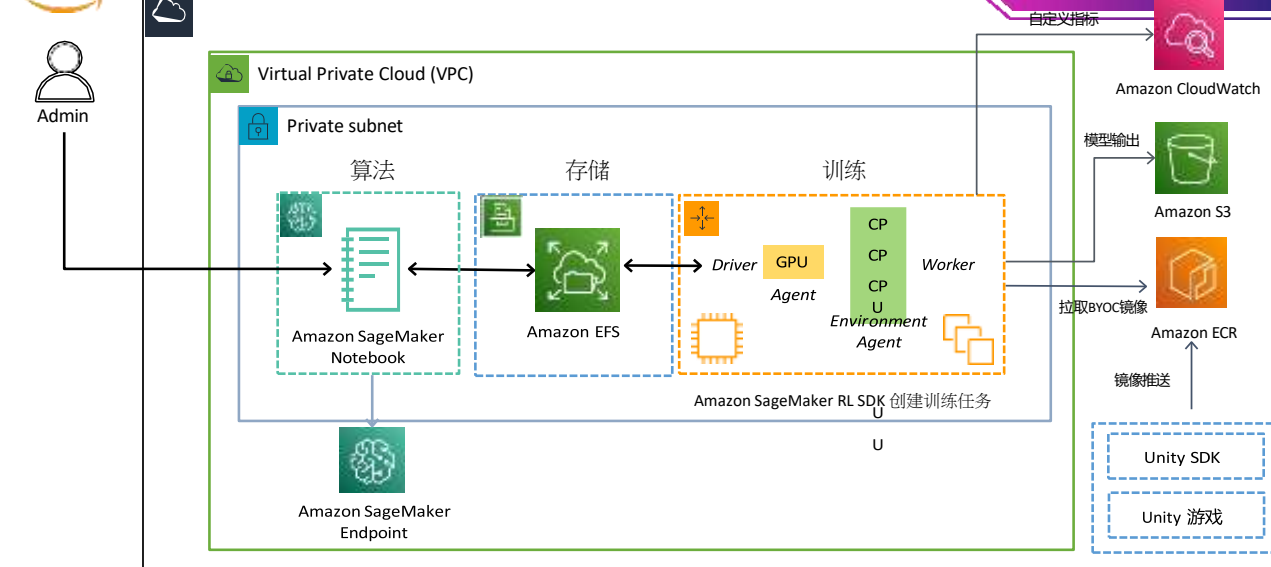 自定义指标
Admin
Virtual Private Cloud (VPC)
Amazon CloudWatch
Private subnet
模型输出
算法
存储
训练
Amazon S3
Driver
GPU
Agent
CP
CP
CP
U
Worker
Environment
Agent
拉取BYOC镜像
Amazon SageMaker
Notebook
Amazon EFS
Amazon ECR
镜像推送
Amazon SageMaker RL SDK 创建训练任务
U
U
Unity SDK
Unity 游戏
Amazon SageMaker
Endpoint